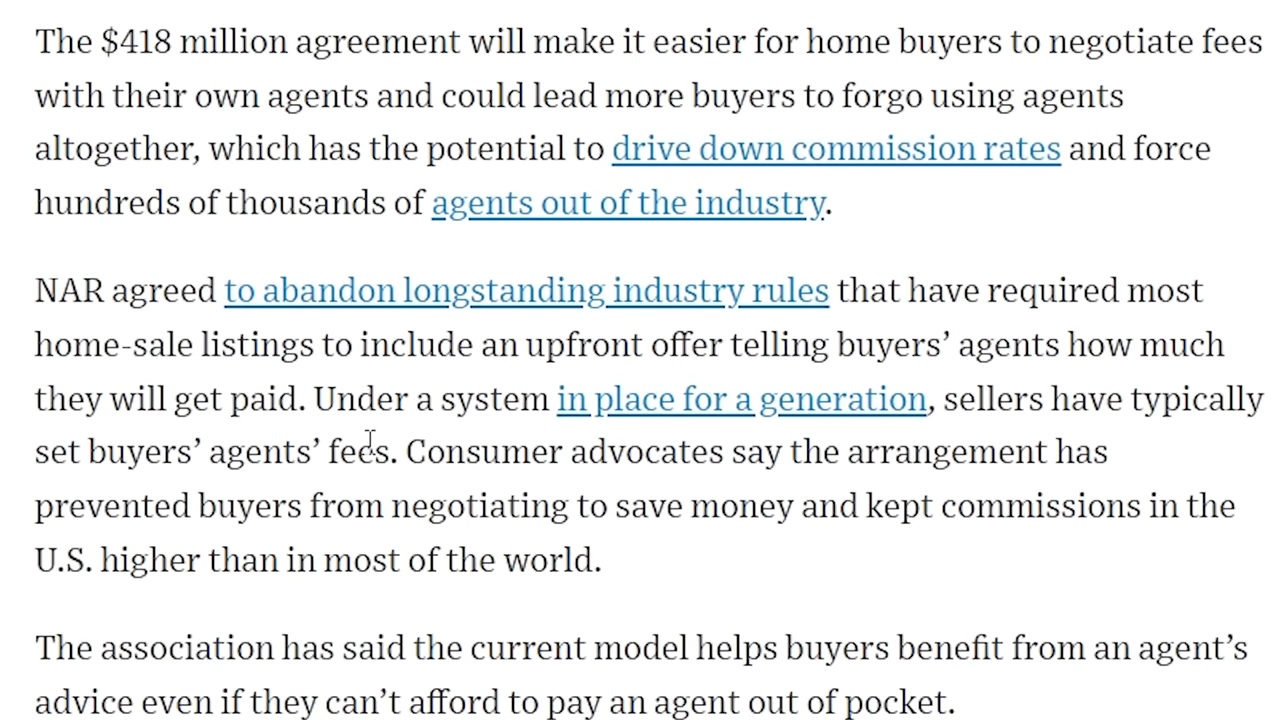 The $418 million agreement will make it easier for home buyers to negotiate fees
with their own agents and could lead more buyers to forgo using agents
altogether, which has the potential to drive down commission rates and force
hundreds of thousands of agents out of the industry.
NAR agreed to abandon longstanding industry rules that have required most
home-sale listings to include an upfront offer telling buyers’ agents how much
they will get paid. Under a system in place for a generation, sellers have typically
set buyers’ agents’ fees. Consumer advocates say the arrangement has
prevented buyers from negotiating to save money and kept commissions in the
U.S. higher than in most of the world.
The association has said the current model helps buyers benefit from an agent’s
advice even if they can’t afford to pay an agent out of pocket.